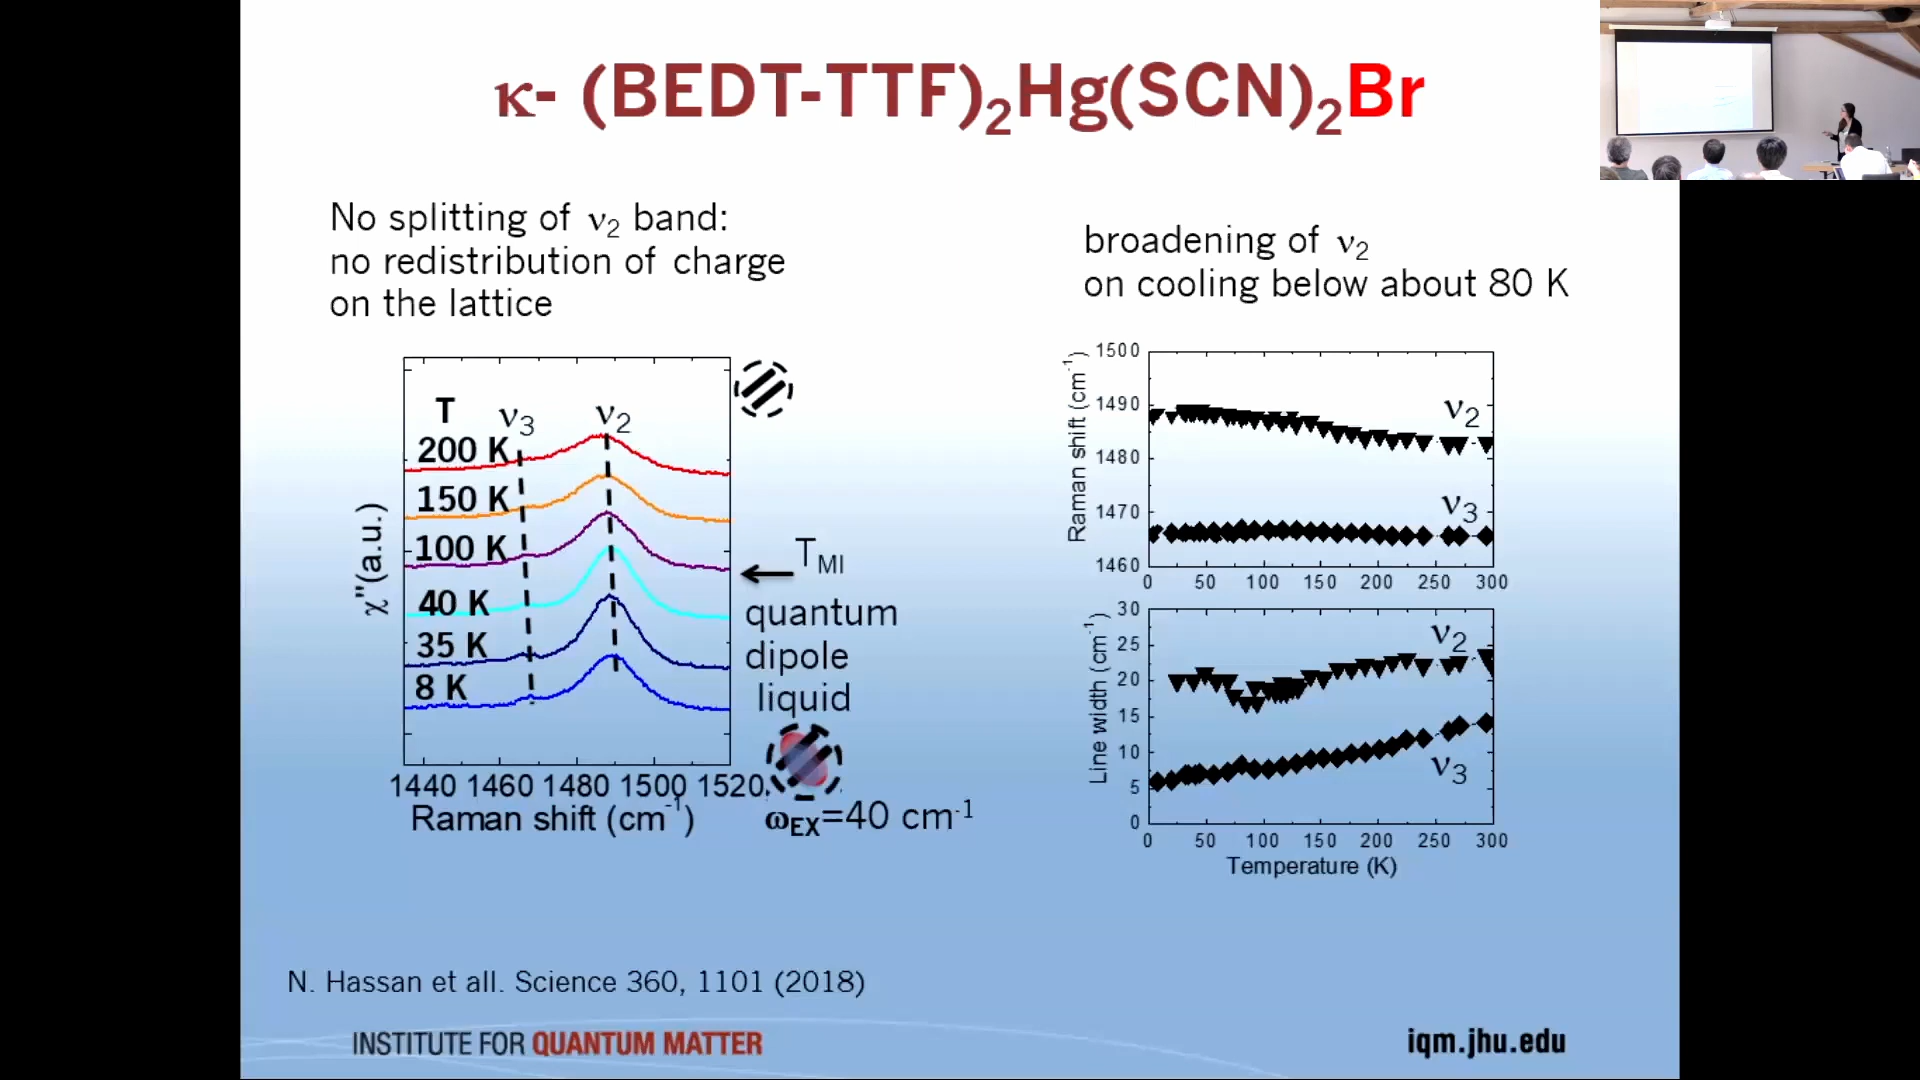 κ- (BEDT-TTF)₂Hg(SCN)₂Br
No splitting of ν₂ band:
no redistribution of charge
on the lattice
broadening of ν₂
on cooling below about 80 K
T
ν₃
ν₂
200 K
150 K
100 K
40 K
35 K
8 K
χ"(a.u.)
1440 1460 1480 1500 1520
Raman shift (cm⁻¹)
T_MI
quantum
dipole
liquid
ω_EX=40 cm⁻¹
Raman shift (cm⁻¹)
1500
1490
1480
1470
1460
ν₂
ν₃
0 50 100 150 200 250 300
Line width (cm⁻¹)
30
25
20
15
10
5
0
ν₂
ν₃
0 50 100 150 200 250 300
Temperature (K)
N. Hassan et all. Science 360, 1101 (2018)
INSTITUTE FOR QUANTUM MATTER
iqm.jhu.edu